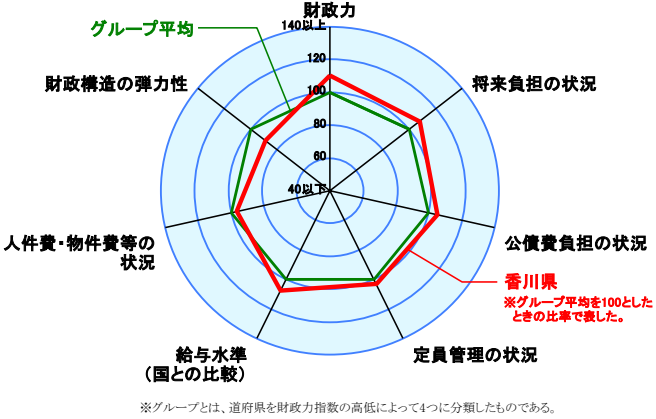 財政力
140以上
グループ平均
120
財政構造の弾力性
将来負担の状況
100
80
60
40以下
人件費・物件費等の
状況
公債費負担の状況
香川県
※グループ平均を100とした
ときの比率で表した。
給与水準
（国との比較）
定員管理の状況
※グループとは、道府県を財政力指数の高低によって4つに分類したものである。